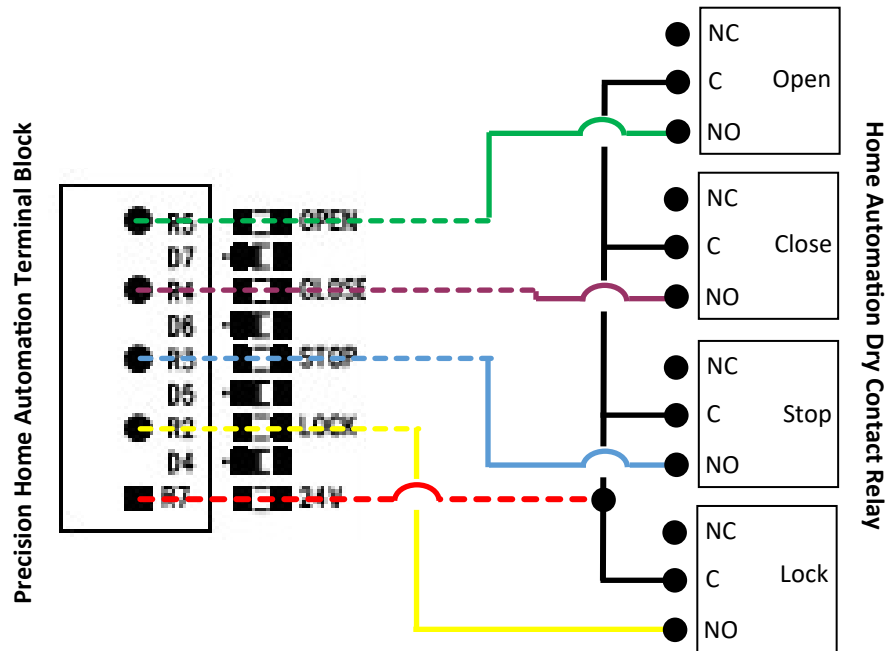 Precision Home Automation Terminal Block
R5 OPEN
D7
R4 CLOSE
D6
R3 STOP
D5
R2 LOCK
D4
R7 24V
NC
C Open
NO
NC
C Close
NO
NC
C Stop
NO
NC
C Lock
NO
Home Automation Dry Contact Relay